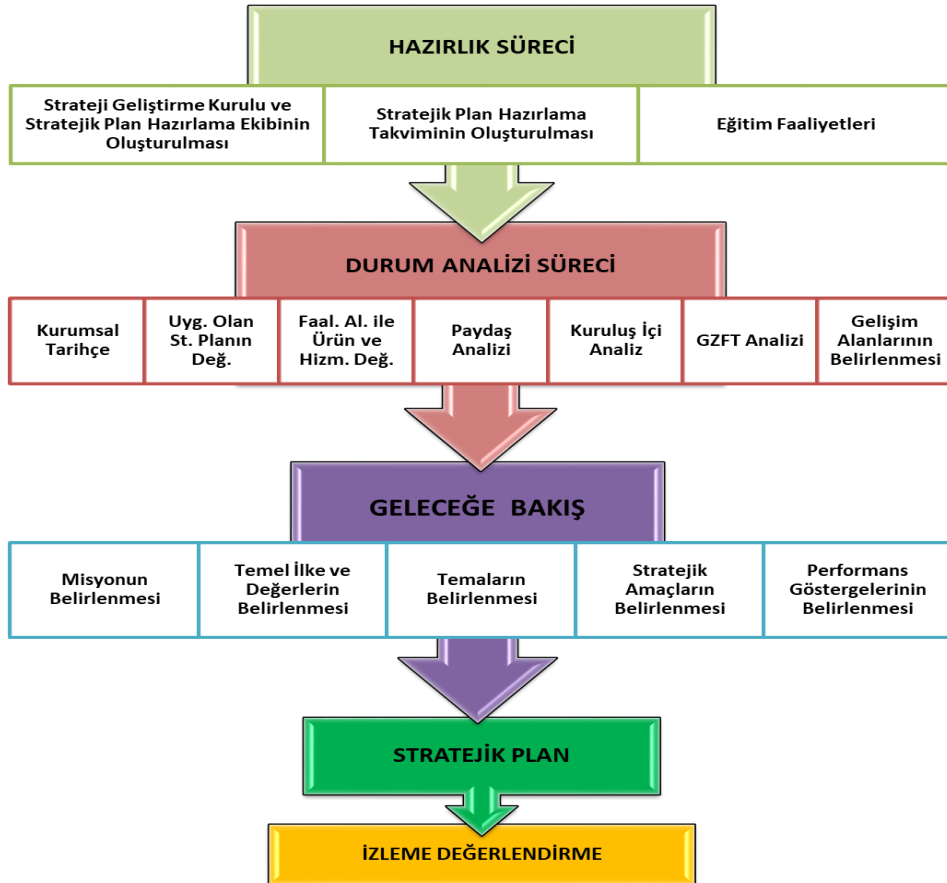 HAZIRLIK SÜRECİ
Strateji Geliştirme Kurulu ve
Stratejik Plan Hazırlama Ekibinin
Oluşturulması
Stratejik Plan Hazırlama
Takviminin Oluşturulması
Eğitim Faaliyetleri
DURUM ANALİZİ SÜRECİ
Kurumsal
Tarihçe
Uyg. Olan
St. Planın
Değ.
Faal. Al. ile
Ürün ve
Hizm. Değ.
Paydaş
Analizi
Kuruluş İçi
Analiz
GZFT Analizi
Gelişim
Alanlarının
Belirlenmesi
GELECEĞE BAKIŞ
Misyonun
Belirlenmesi
Temel İlke ve
Değerlerin
Belirlenmesi
Temaların
Belirlenmesi
Stratejik
Amaçların
Belirlenmesi
Performans
Göstergelerinin
Belirlenmesi
STRATEJİK PLAN
İZLEME DEĞERLENDİRME